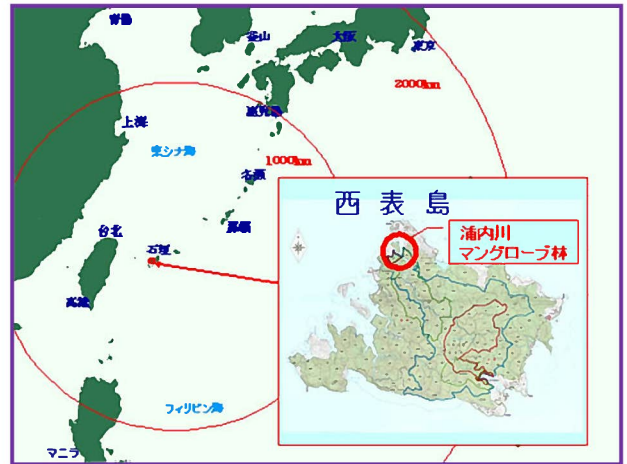 青島
釜山
大阪
東京
2000km
鹿児島
上海
東シナ海
1000km
名瀬
西表島
那覇
浦内川
マングローブ林
台北
石垣
高雄
フィリピン海
マニラ